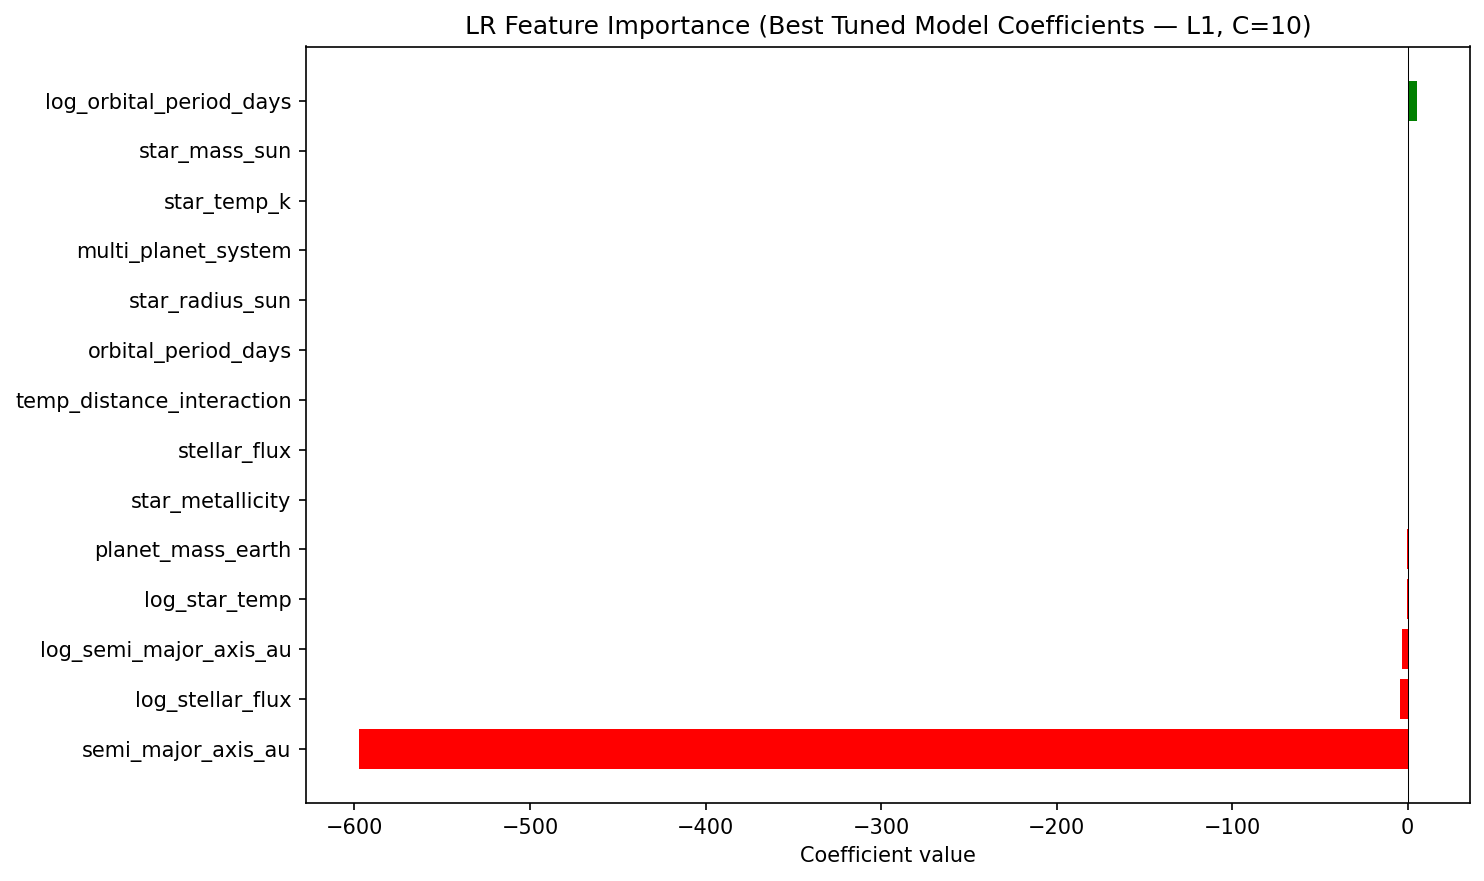 LR Feature Importance (Best Tuned Model Coefficients — L1, C=10)
log_orbital_period_days
star_mass_sun
star_temp_k
multi_planet_system
star_radius_sun
orbital_period_days
temp_distance_interaction
stellar_flux
star_metallicity
planet_mass_earth
log_star_temp
log_semi_major_axis_au
log_stellar_flux
semi_major_axis_au
−600 −500 −400 −300 −200 −100 0
Coefficient value